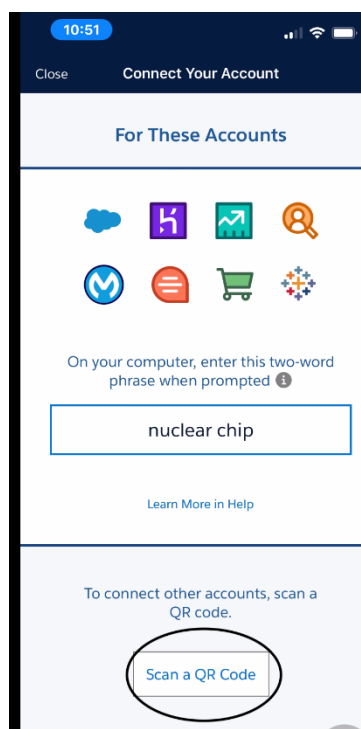 10:51
Close Connect Your Account
For These Accounts
On your computer, enter this two-word
phrase when prompted
nuclear chip
Learn More in Help
To connect other accounts, scan a
QR code.
Scan a QR Code